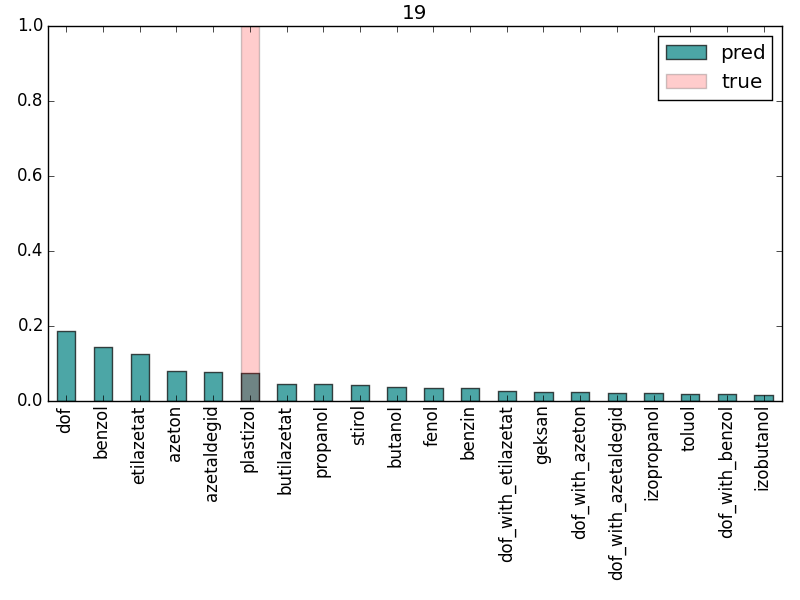 19
1.0
0.8
0.6
0.4
0.2
0.0
pred
true
dof
benzol
etilazetat
azeton
azetaldegid
plastizol
butilazetat
propanol
stirol
butanol
fenol
benzin
dof_with_etilazetat
geksan
dof_with_azeton
dof_with_azetaldegid
izopropanol
toluol
dof_with_benzol
izobutanol